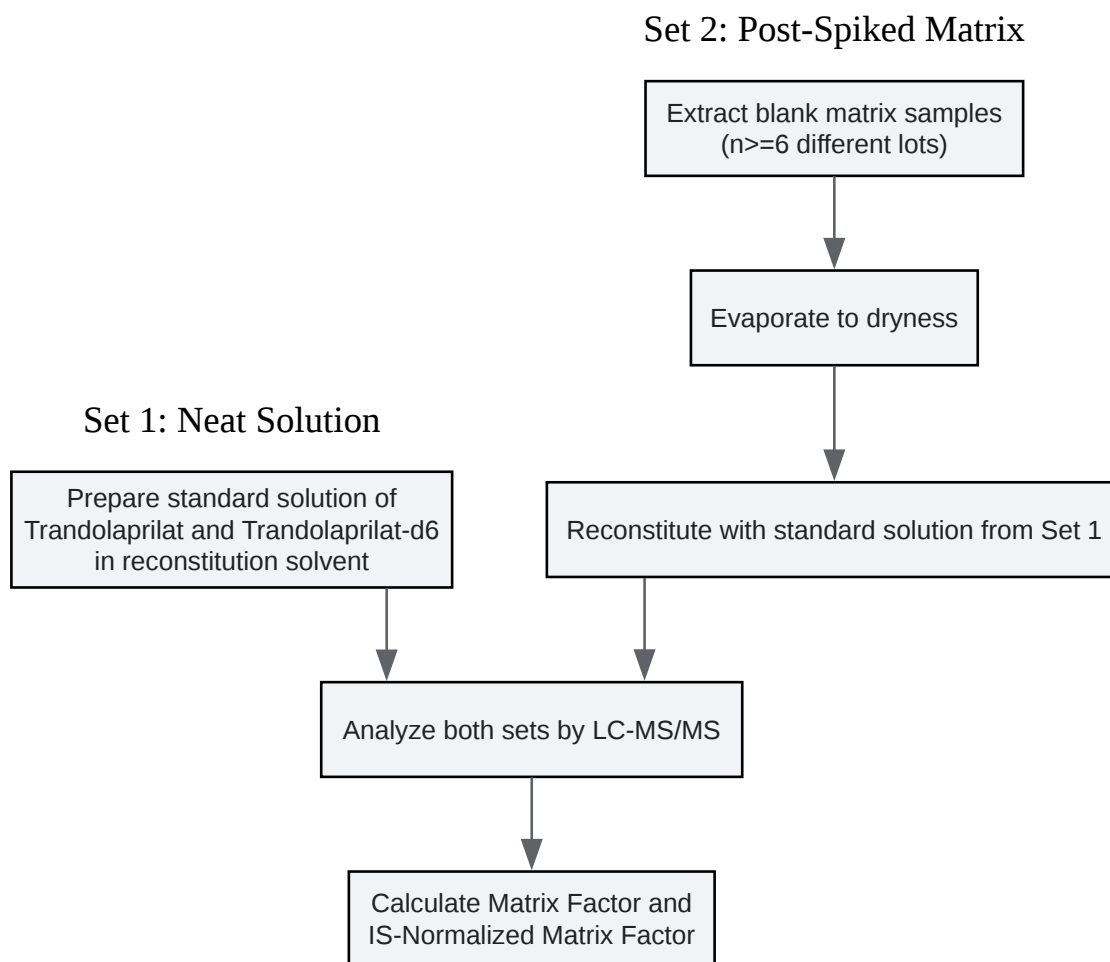 Set 2: Post-Spiked Matrix
Extract blank matrix samples
(n>=6 different lots)
Evaporate to dryness
Set 1: Neat Solution
Prepare standard solution of
Trandolaprilat and Trandolaprilat-d6
in reconstitution solvent
Reconstitute with standard solution from Set 1
Analyze both sets by LC-MS/MS
Calculate Matrix Factor and
IS-Normalized Matrix Factor